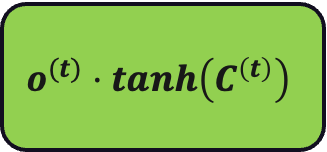 o^(t) · tanh(C^(t))